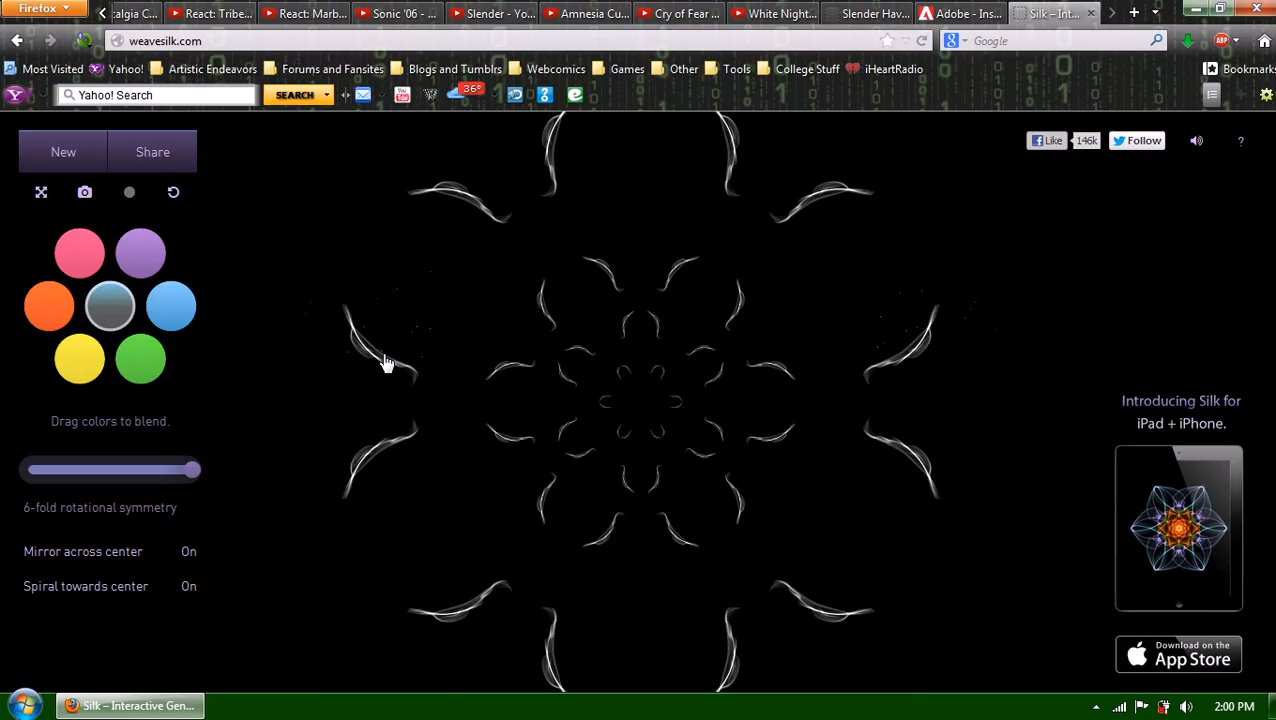 Firefox
stalgia C...
React: Tribe...
React: Marb...
Sonic '06 - ...
Slender - Yo...
Amnesia Cu...
Cry of Fear ...
White Night...
Slender Hav...
Adobe - Ins...
Silk – Int...
weavesilk.com
Google
Most Visited
Yahoo!
Artistic Endeavors
Forums and Fansites
Blogs and Tumblrs
Webcomics
Games
Other
Tools
College Stuff
iHeartRadio
Bookmarks
Yahoo! Search
SEARCH
You Tube
W
36°
New
Share
Like
146k
Follow
?
Drag colors to blend.
6-fold rotational symmetry
Mirror across center On
Spiral towards center On
Introducing Silk for
iPad + iPhone.
Download on the
App Store
Silk – Interactive Gen...
2:00 PM